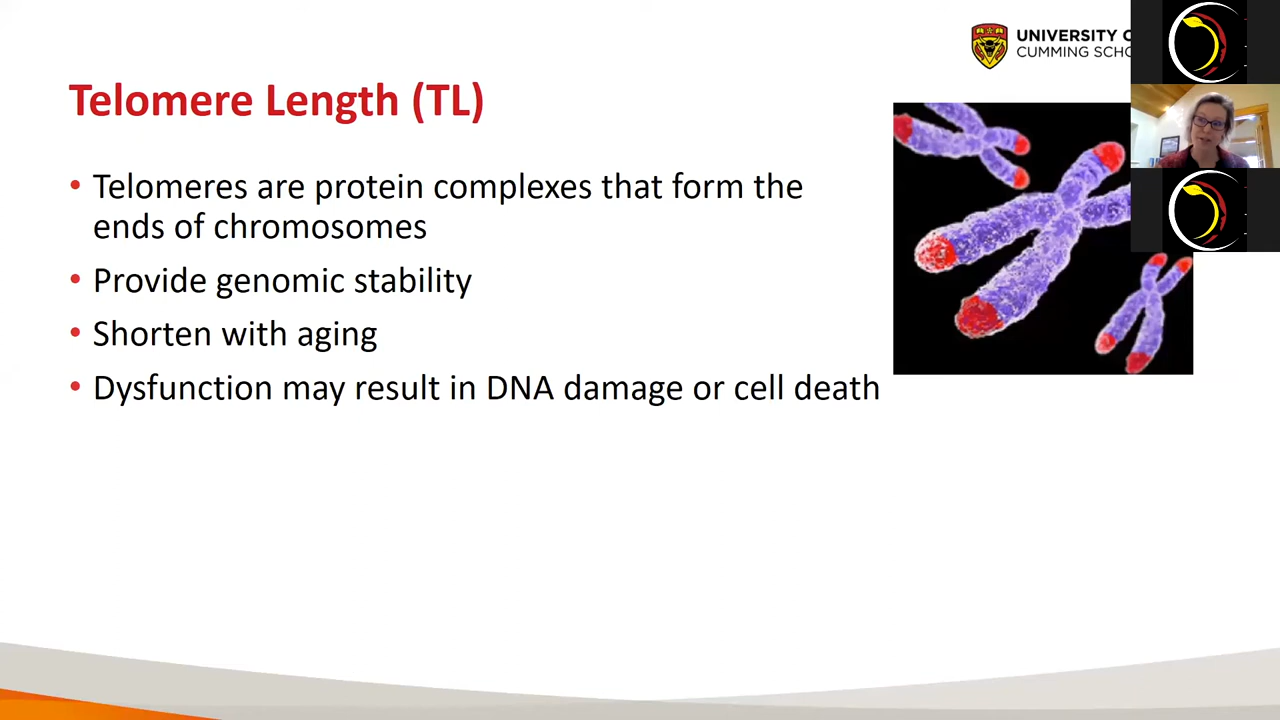 UNIVERSITY
CUMMING
Telomere Length (TL)
• Telomeres are protein complexes that form the
ends of chromosomes
• Provide genomic stability
• Shorten with aging
• Dysfunction may result in DNA damage or cell death